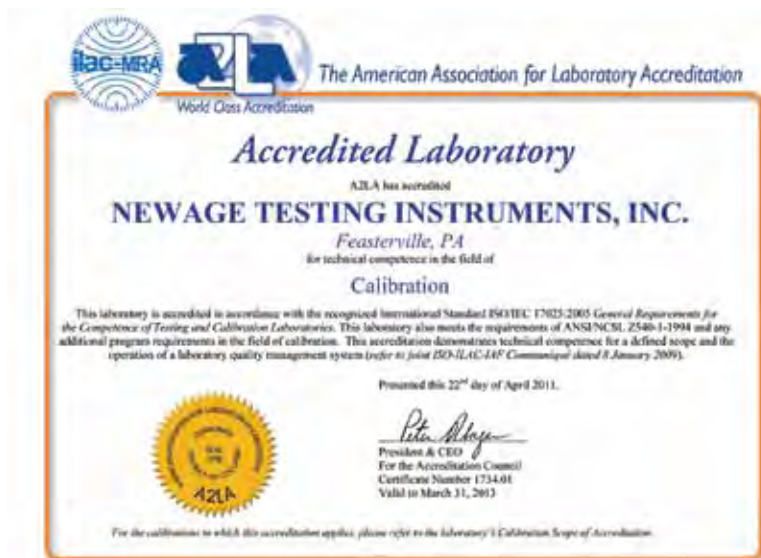 ilac-MRA
A2LA
The American Association for Laboratory Accreditation
World Class Accreditation
Accredited Laboratory
A2LA has accredited
NEWAGE TESTING INSTRUMENTS, INC.
Feasterville, PA
for technical competence in the field of
Calibration
This laboratory is accredited in accordance with the recognized International Standard ISO/IEC 17025:2005 General Requirements for
the Competence of Testing and Calibration Laboratories. This laboratory also meets the requirements of ANSI/NCSL Z540-1-1994 and any
additional program requirements in the field of calibration. This accreditation demonstrates technical competence for a defined scope and the
operation of a laboratory quality management system (refer to joint ISO-ILAC-IAF Communiqué dated 8 January 2009).
Presented this 22nd day of April 2011.
President & CEO
For the Accreditation Council
Certificate Number 1734.01
Valid to March 31, 2013
A2LA
For the calibrations to which this accreditation applies, please refer to the laboratory's Calibration Scope of Accreditation.